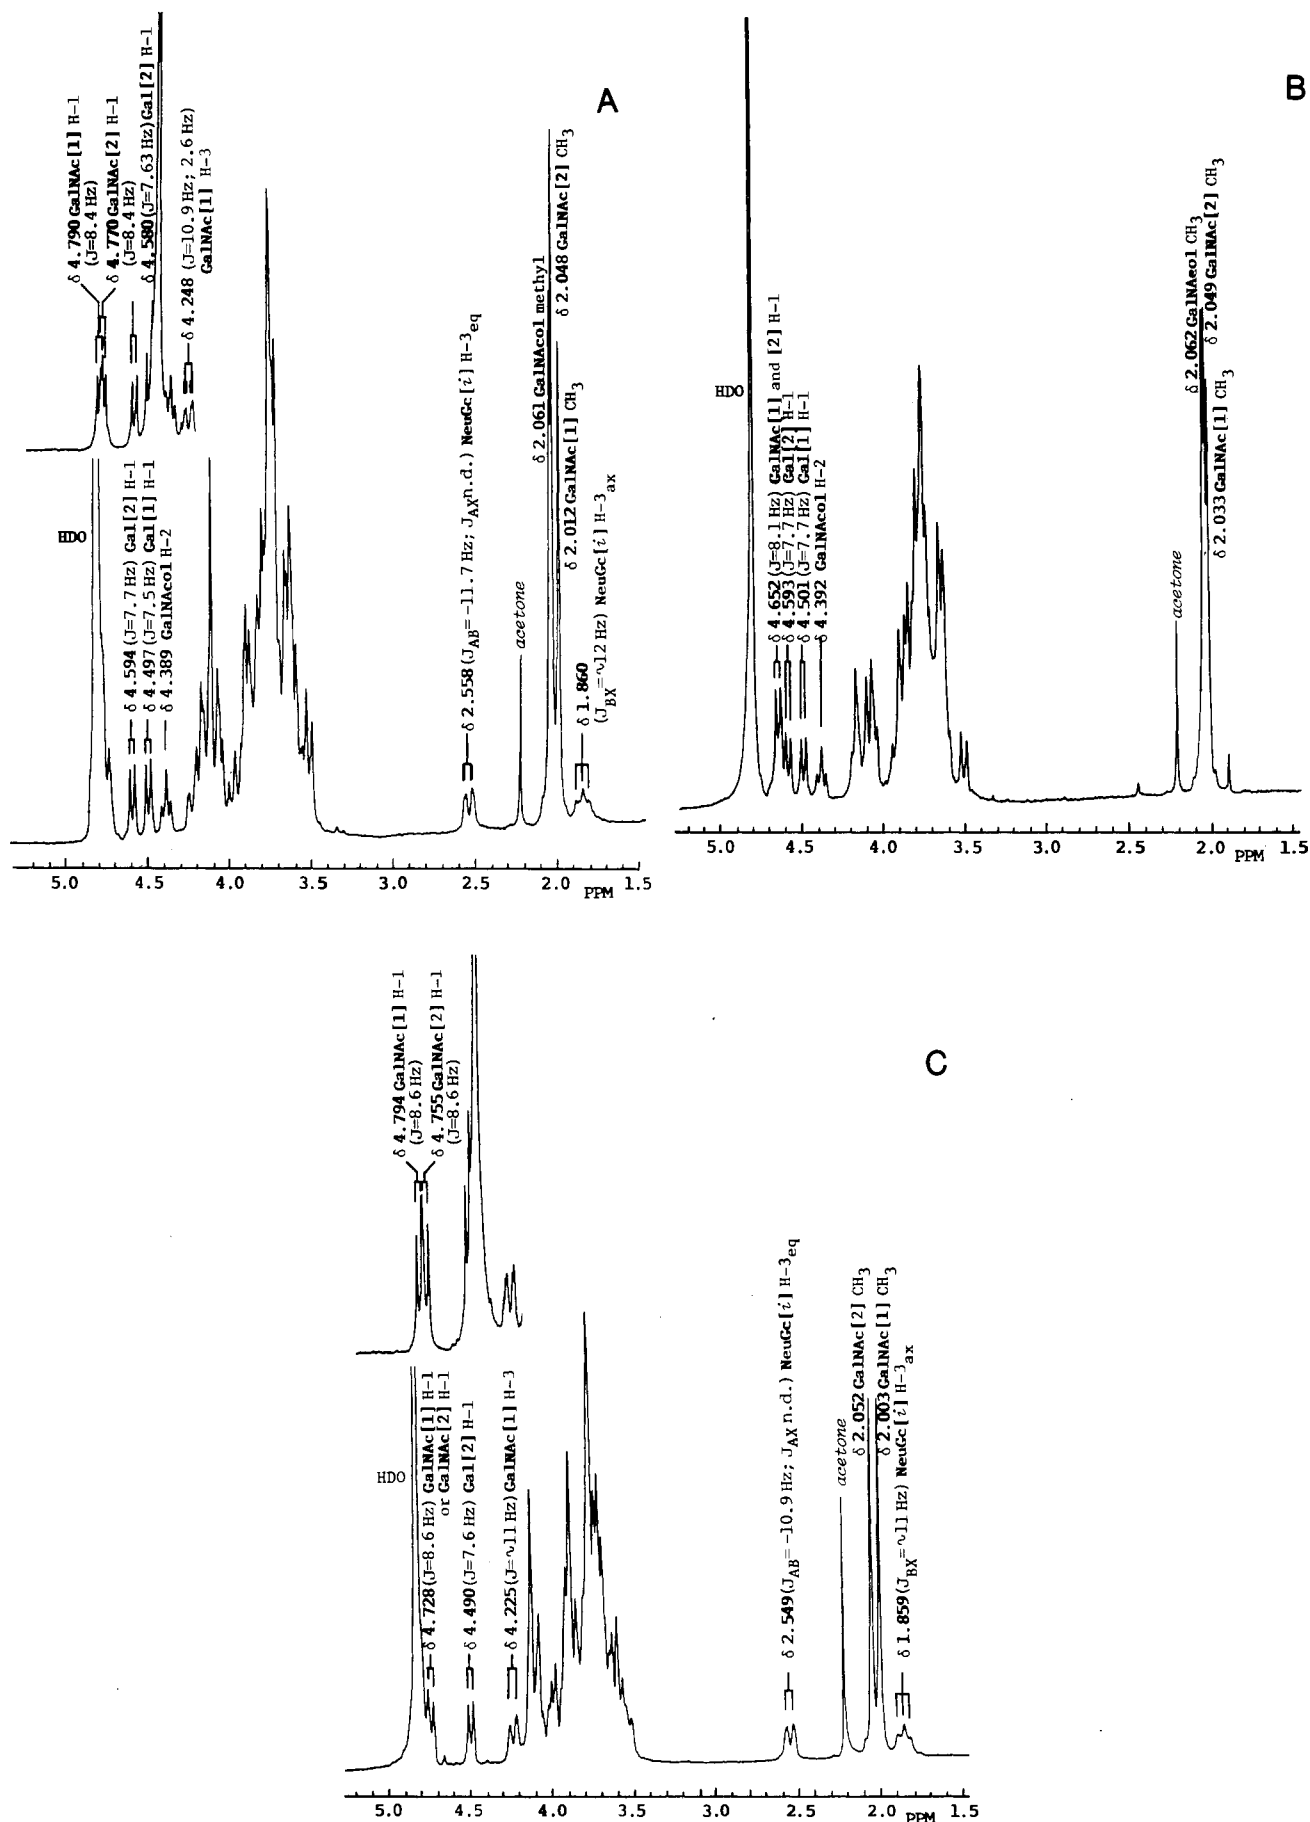 A
δ 4.790 GalNAc[1] H-1
(J=8.4 Hz)
δ 4.770 GalNAc[2] H-1
(J=8.4 Hz)
δ 4.580 (J=7.63 Hz) Gal[2] H-1
δ 4.248 (J=10.9 Hz; 2.6 Hz)
GalNAc[1] H-3
HDO
δ 4.594 (J=7.7 Hz) Gal[2] H-1
δ 4.497 (J=7.5 Hz) Gal[1] H-1
δ 4.389 GalNAcol H-2
δ 2.558 (J_AB= -11.7 Hz; J_AX n.d.) NeuGc[i] H-3_eq
acetone
δ 2.061 GalNAcol methyl
δ 2.048 GalNAc[2] CH3
δ 2.012 GalNAc[1] CH3
δ 1.860
(J_BX= ~12 Hz) NeuGc[i] H-3_ax
5.0 4.5 4.0 3.5 3.0 2.5 2.0 1.5
PPM
B
HDO
δ 4.652 (J=8.1 Hz) GalNAc[1] and [2] H-1
δ 4.593 (J=7.7 Hz) Gal[2] H-1
δ 4.501 (J=7.7 Hz) Gal[1] H-1
δ 4.392 GalNAcol H-2
acetone
δ 2.062 GalNAcol CH3
δ 2.049 GalNAc[2] CH3
δ 2.033 GalNAc[1] CH3
5.0 4.5 4.0 3.5 3.0 2.5 2.0 1.5
PPM
C
δ 4.794 GalNAc[1] H-1
(J=8.6 Hz)
δ 4.755 GalNAc[2] H-1
(J=8.6 Hz)
HDO
δ 4.728 (J=8.6 Hz) GalNAc[1] H-1
or GalNAc[2] H-1
δ 4.490 (J=7.6 Hz) Gal[2] H-1
δ 4.225 (J= ~11 Hz) GalNAc[1] H-3
δ 2.549 (J_AB= -10.9 Hz; J_AX n.d.) NeuGc[i] H-3_eq
acetone
δ 2.052 GalNAc[2] CH3
δ 2.003 GalNAc[1] CH3
δ 1.859 (J_BX= ~11 Hz) NeuGc[i] H-3_ax
5.0 4.5 4.0 3.5 3.0 2.5 2.0 1.5
PPM